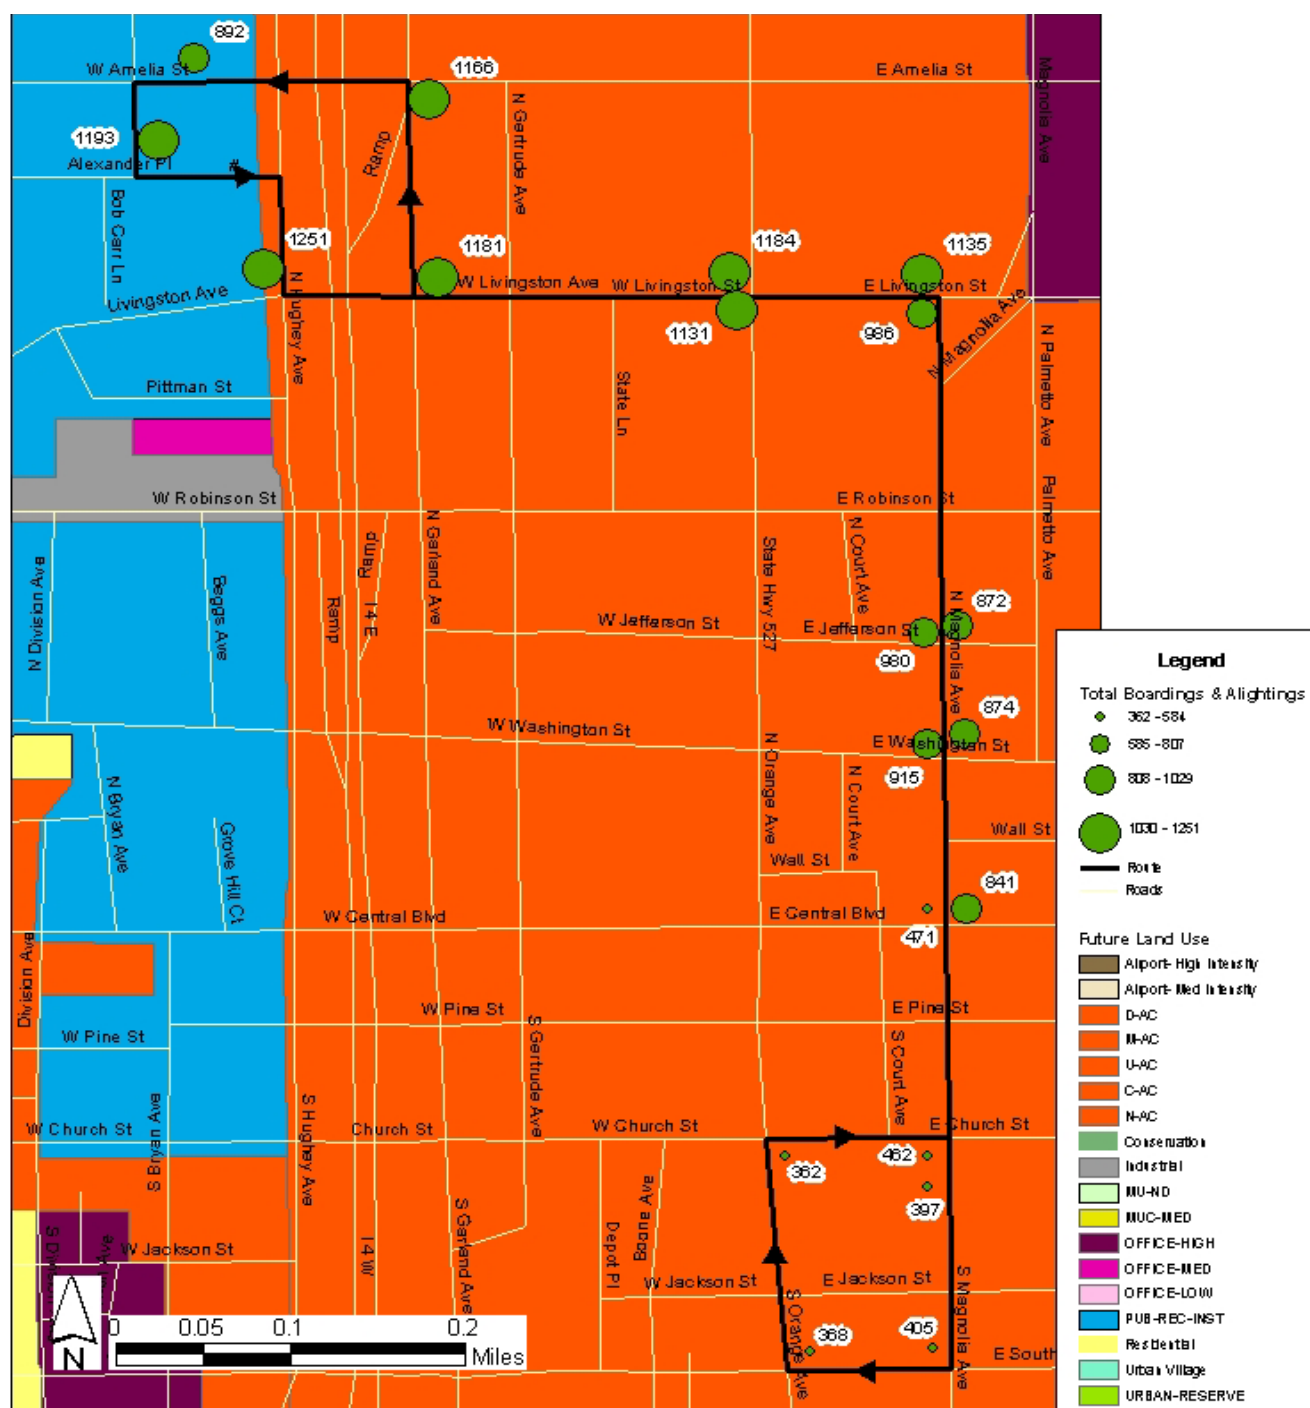 892
W Amelia St
1166
E Amelia St
Magnolia Ave
N Gertrude Ave
1193
Ramp
Alexander Pl
Bob Carr Ln
1251
1181
1184
1135
Livingston Ave
W Livingston Ave
W Livingston St
E Livingston St
N Hughey Ave
1131
986
N Magnolia Ave
N Palmetto Ave
Pittman St
State Ln
W Robinson St
E Robinson St
Palmetto Ave
N Division Ave
Beggs Ave
Ramp
Ramp
I 4 E
N Garland Ave
State Hwy 527
N Court Ave
872
W Jefferson St
E Jefferson St
N Magnolia Ave
980
874
W Washington St
E Washington St
915
N Orange Ave
N Court Ave
N Bryan Ave
Grove Hill Ct
Wall St
Wall St
841
W Central Blvd
E Central Blvd
471
Division Ave
W Pine St
E Pine St
W Pine St
S Gertrude Ave
S Court Ave
S Bryan Ave
S Hughey Ave
W Church St
Church St
W Church St
E Church St
362
462
397
Boone Ave
Depot Pl
S Garland Ave
I 4 W
W Jackson St
W Jackson St
E Jackson St
S Magnolia Ave
S Orange Ave
368
405
E South
Ave
N
0
0.05
0.1
0.2
Miles
Legend
Total Boardings & Alightings
362 - 584
585 - 807
808 - 1029
1030 - 1251
Route
Roads
Future Land Use
Airport- High Intensity
Airport- Med Intensity
D-AC
M-AC
U-AC
C-AC
N-AC
Conservation
Industrial
MU-ND
MUC-MED
OFFICE-HIGH
OFFICE-MED
OFFICE-LOW
PUB-REC-INST
Residential
Urban Village
URBAN-RESERVE